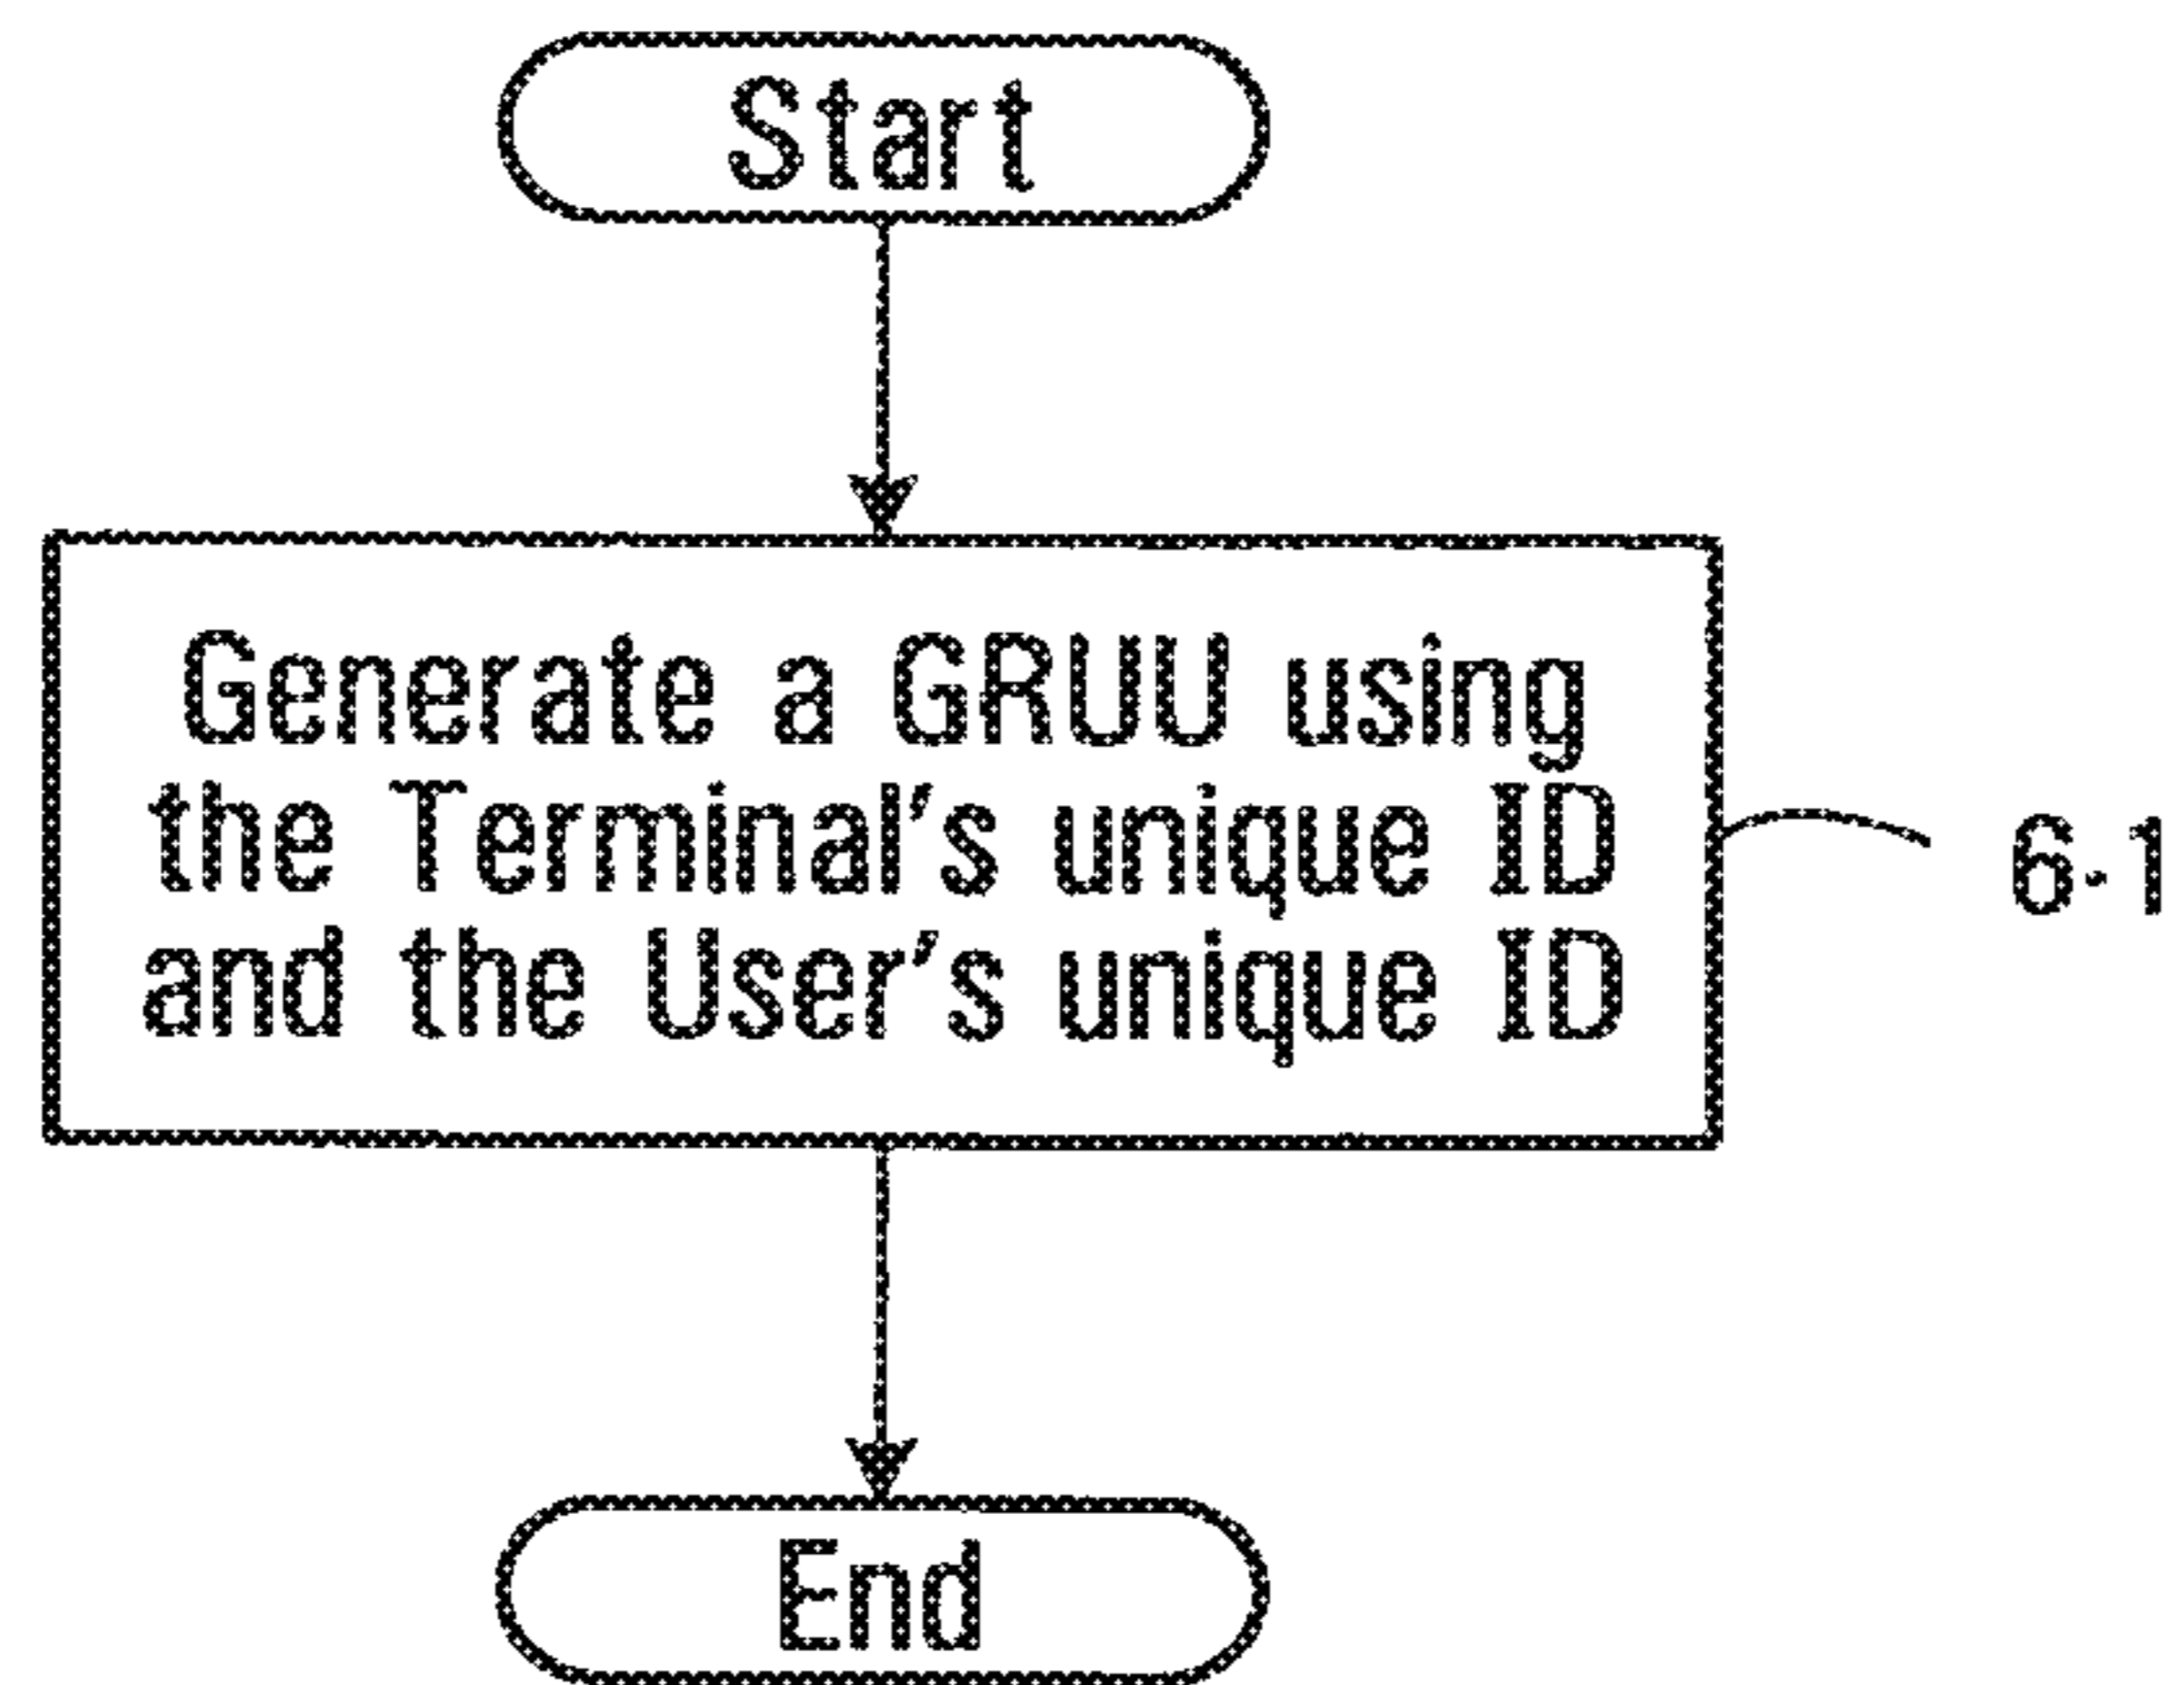 Start
Generate a GRUU using
the Terminal's unique ID
and the User's unique ID
6-1
End